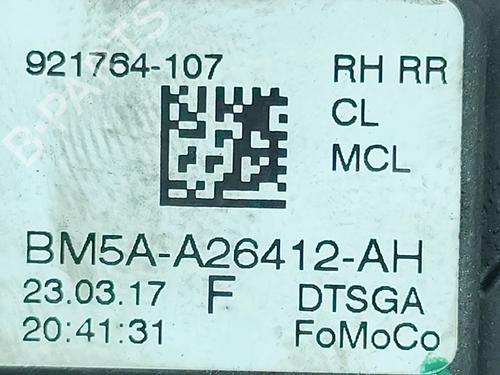 921764-107 RH RR
CL
MCL
BM5A-A26412-AH
23.03.17 F DTSGA
20:41:31 FoMoCo
B-PARTS